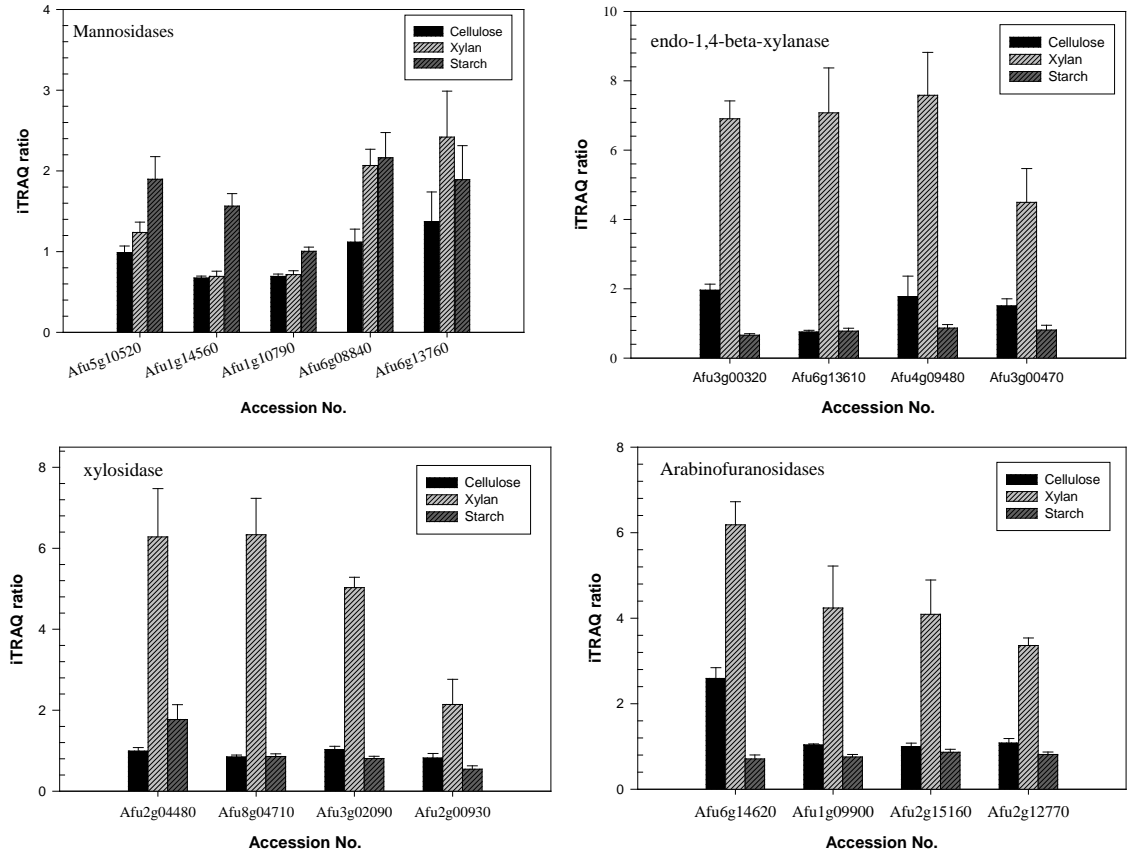 Mannosidases
Cellulose
Xylan
Starch
iTRAQ ratio
4
3
2
1
0
Afu5g10520
Afu1g14560
Afu1g10790
Afu6g08840
Afu6g13760
Accession No.
endo-1,4-beta-xylanase
Cellulose
Xylan
Starch
iTRAQ ratio
10
8
6
4
2
0
Afu3g00320
Afu6g13610
Afu4g09480
Afu3g00470
Accession No.
xylosidase
Cellulose
Xylan
Starch
iTRAQ ratio
8
6
4
2
0
Afu2g04480
Afu8g04710
Afu3g02090
Afu2g00930
Accession No.
Arabinofuranosidases
Cellulose
Xylan
Starch
iTRAQ ratio
8
6
4
2
0
Afu6g14620
Afu1g09900
Afu2g15160
Afu2g12770
Accession No.